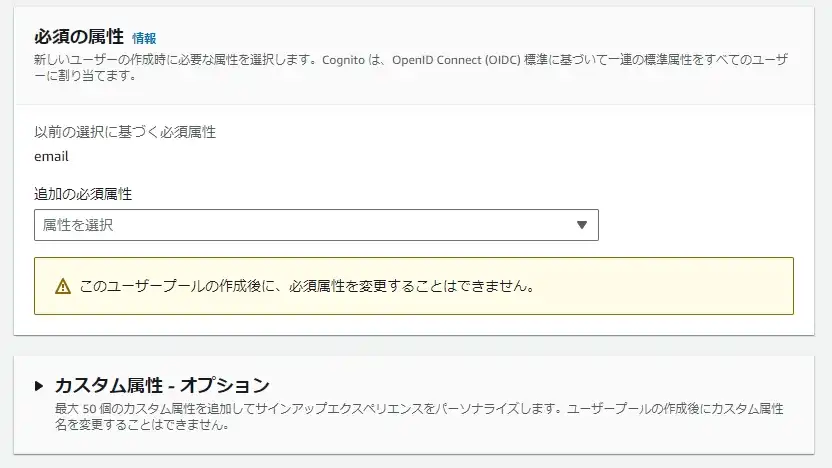 必須の属性 情報
新しいユーザーの作成時に必要な属性を選択します。Cognito は、OpenID Connect (OIDC) 標準に基づいて一連の標準属性をすべてのユーザ
ーに割り当てます。
以前の選択に基づく必須属性
email
追加の必須属性
属性を選択
このユーザープールの作成後に、必須属性を変更することはできません。
カスタム属性 - オプション
最大 50 個のカスタム属性を追加してサインアップエクスペリエンスをパーソナライズします。ユーザープールの作成後にカスタム属性
名を変更することはできません。